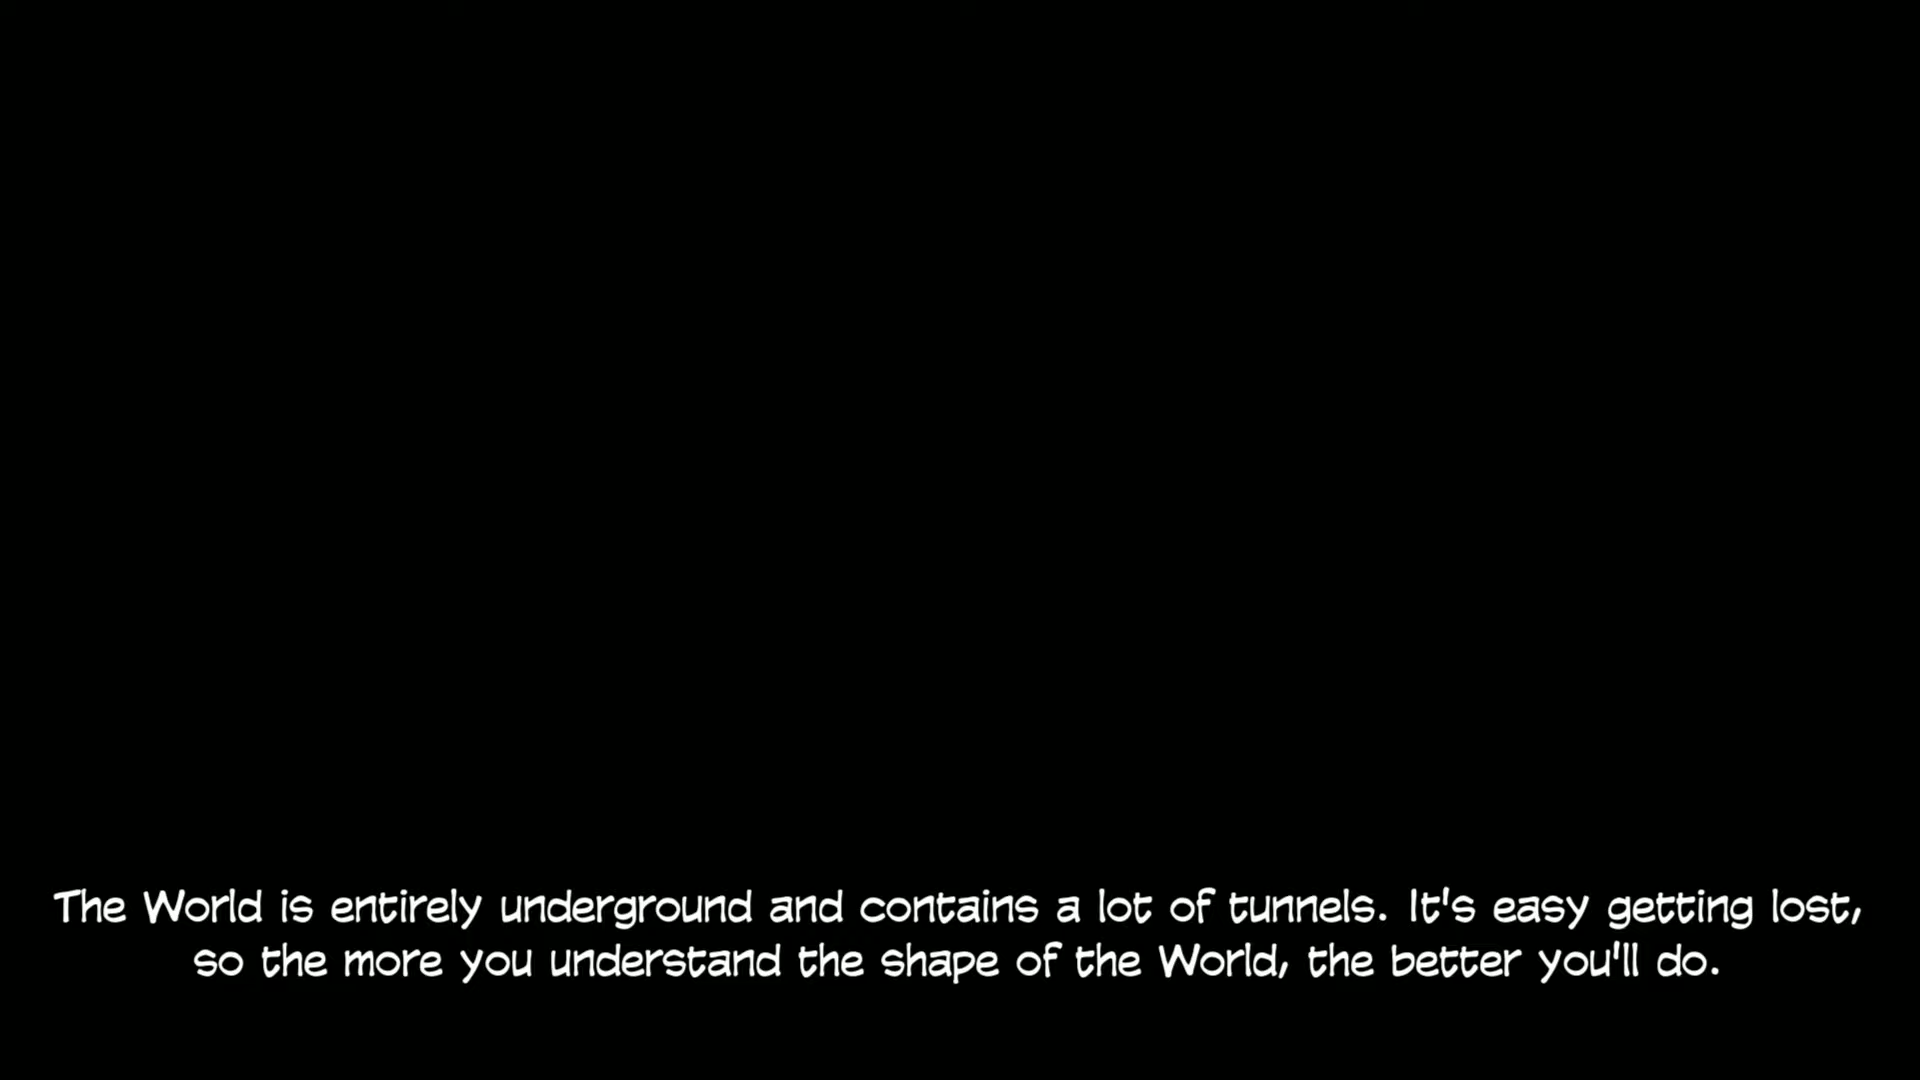 The World is entirely underground and contains a lot of tunnels. It's easy getting lost,
so the more you understand the shape of the World, the better you'll do.